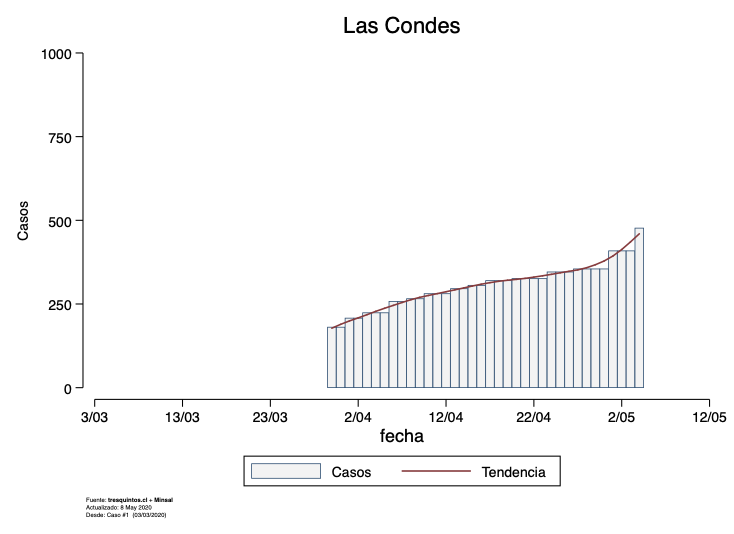 Las Condes
1000
750
500
250
0
Casos
3/03 13/03 23/03 2/04 12/04 22/04 2/05 12/05
fecha
Casos Tendencia
Fuente: tresquintos.cl + Minsal
Actualizado: 8 May 2020
Desde: Caso #1 (03/03/2020)